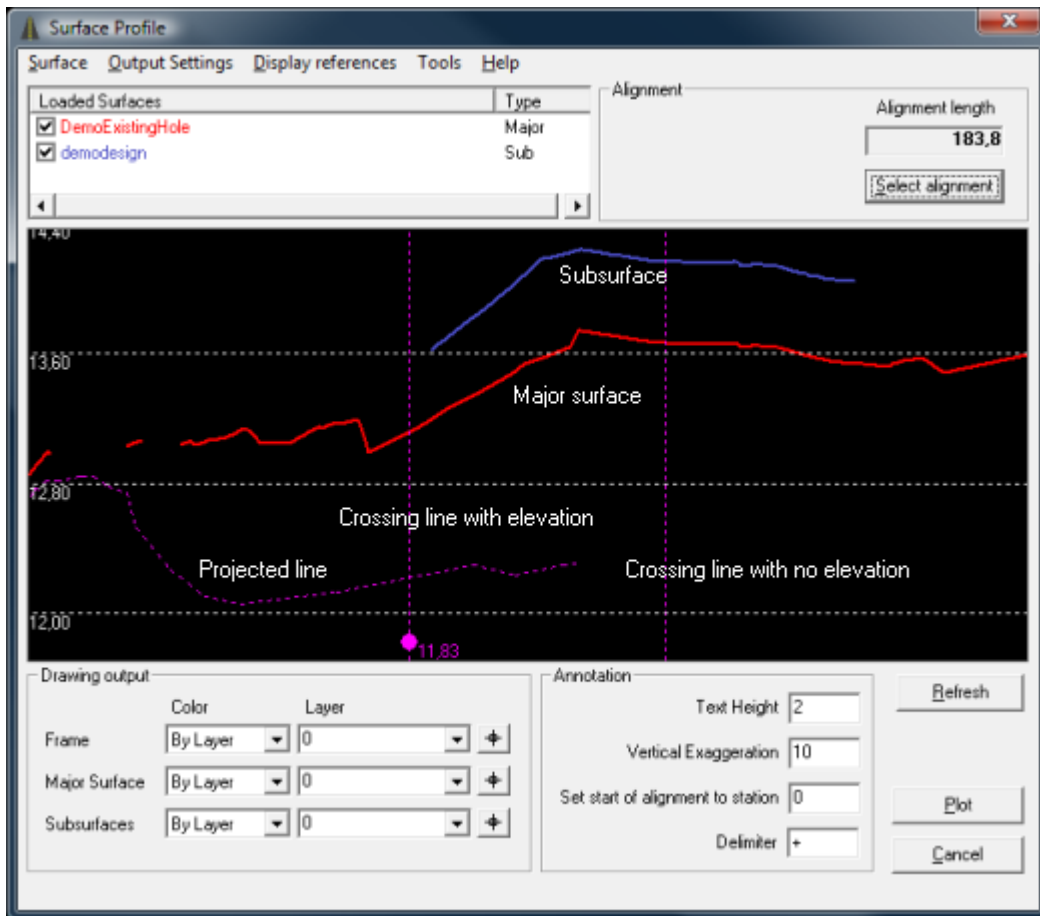 Surface Profile
Surface Output Settings Display references Tools Help
Loaded Surfaces Type
DemoExistingHole Major
demodesign Sub
Alignment
Alignment length
183,8
Select alignment
14,40
Subsurface
13,60
Major surface
12,80
Crossing line with elevation
Projected line
Crossing line with no elevation
12,00
11,83
Drawing output
Color Layer
Frame By Layer 0
Major Surface By Layer 0
Subsurfaces By Layer 0
Annotation
Text Height 2
Vertical Exaggeration 10
Set start of alignment to station 0
Delimiter +
Refresh
Plot
Cancel